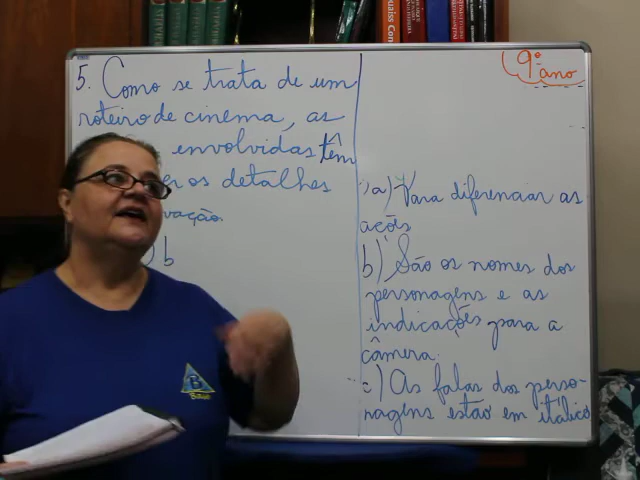 9º ano
5. Como se trata de um
roteiro de cinema, as
envolvidas têm
os detalhes
vação
b
a) Para diferenciar as
ações
b) São os nomes dos
personagens e as
indicações para a
câmera.
c) As falas dos perso-
nagens estão em itálico
B